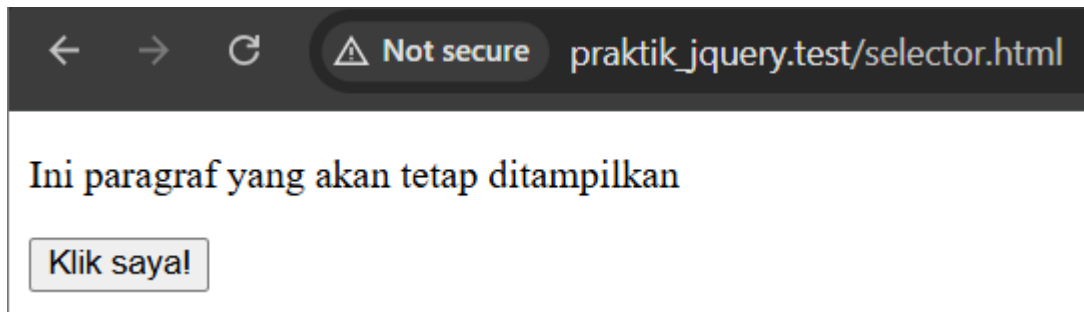 Not secure praktik_jquery.test/selector.html
Ini paragraf yang akan tetap ditampilkan
Klik saya!